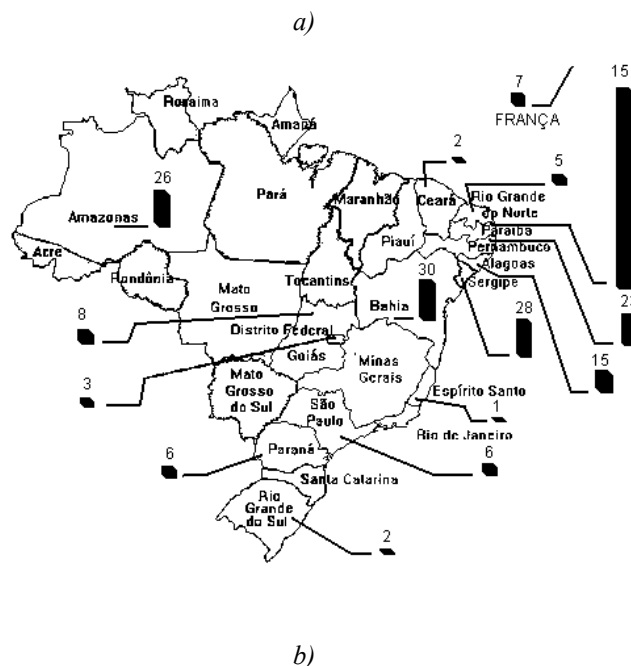 a)
7
15
FRANÇA
Roraima
Amapá
2
5
26
Pará
Maranhão
Ceará
Rio Grande
do Norte
Amazonas
Paraíba
Piauí
Pernambuco
Acre
Alagoas
Rondônia
Tocantins
30
Sergipe
Mato
Grosso
Bahia
28
8
Distrito Federal
15
Goiás
Minas
Gerais
3
Mato
Grosso
do Sul
Espírito Santo
São
Paulo
1
Rio de Janeiro
6
Paraná
6
Santa Catarina
Rio
Grande
do Sul
2
b)